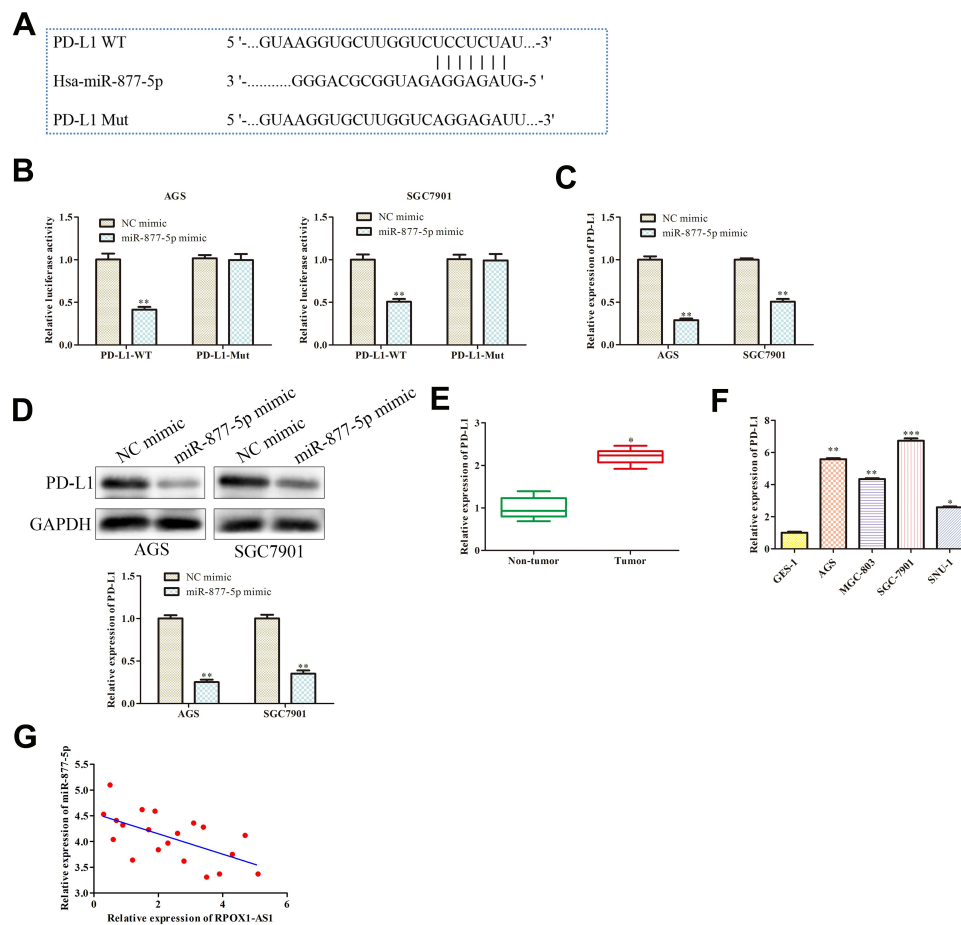 A
PD-L1 WT 5 '-...GUAAGGUGCUUGGUCUCCUCUAU...-3'
Hsa-miR-877-5p 3 '-..........GGGACGCGGUAGAGGAGAUG-5 '
PD-L1 Mut 5 '-...GUAAGGUGCUUGGUCAGGAGAUU...-3'
B
AGS
NC mimic
miR-877-5p mimic
Relative luciferase activity
1.5
1.0
0.5
0.0
**
PD-L1-WT PD-L1-Mut
SGC7901
NC mimic
miR-877-5p mimic
Relative luciferase activity
1.5
1.0
0.5
0.0
**
PD-L1-WT PD-L1-Mut
C
NC mimic
miR-877-5p mimic
Relative expression of PD-L1
1.5
1.0
0.5
0.0
**
**
AGS SGC7901
D
NC mimic miR-877-5p mimic NC mimic miR-877-5p mimic
PD-L1
GAPDH
AGS SGC7901
NC mimic
miR-877-5p mimic
Relative expression of PD-L1
1.5
1.0
0.5
0.0
**
**
AGS SGC7901
E
Relative expression of PD-L1
3
2
1
0
*
Non-tumor Tumor
F
Relative expression of PD-L1
8
6
4
2
0
**
**
***
*
GES-1 AGS MGC-803 SGC-7901 SNU-1
G
Relative expression of miR-877-5p
5.5
5.0
4.5
4.0
3.5
3.0
0 2 4 6
Relative expression of RPOX1-AS1